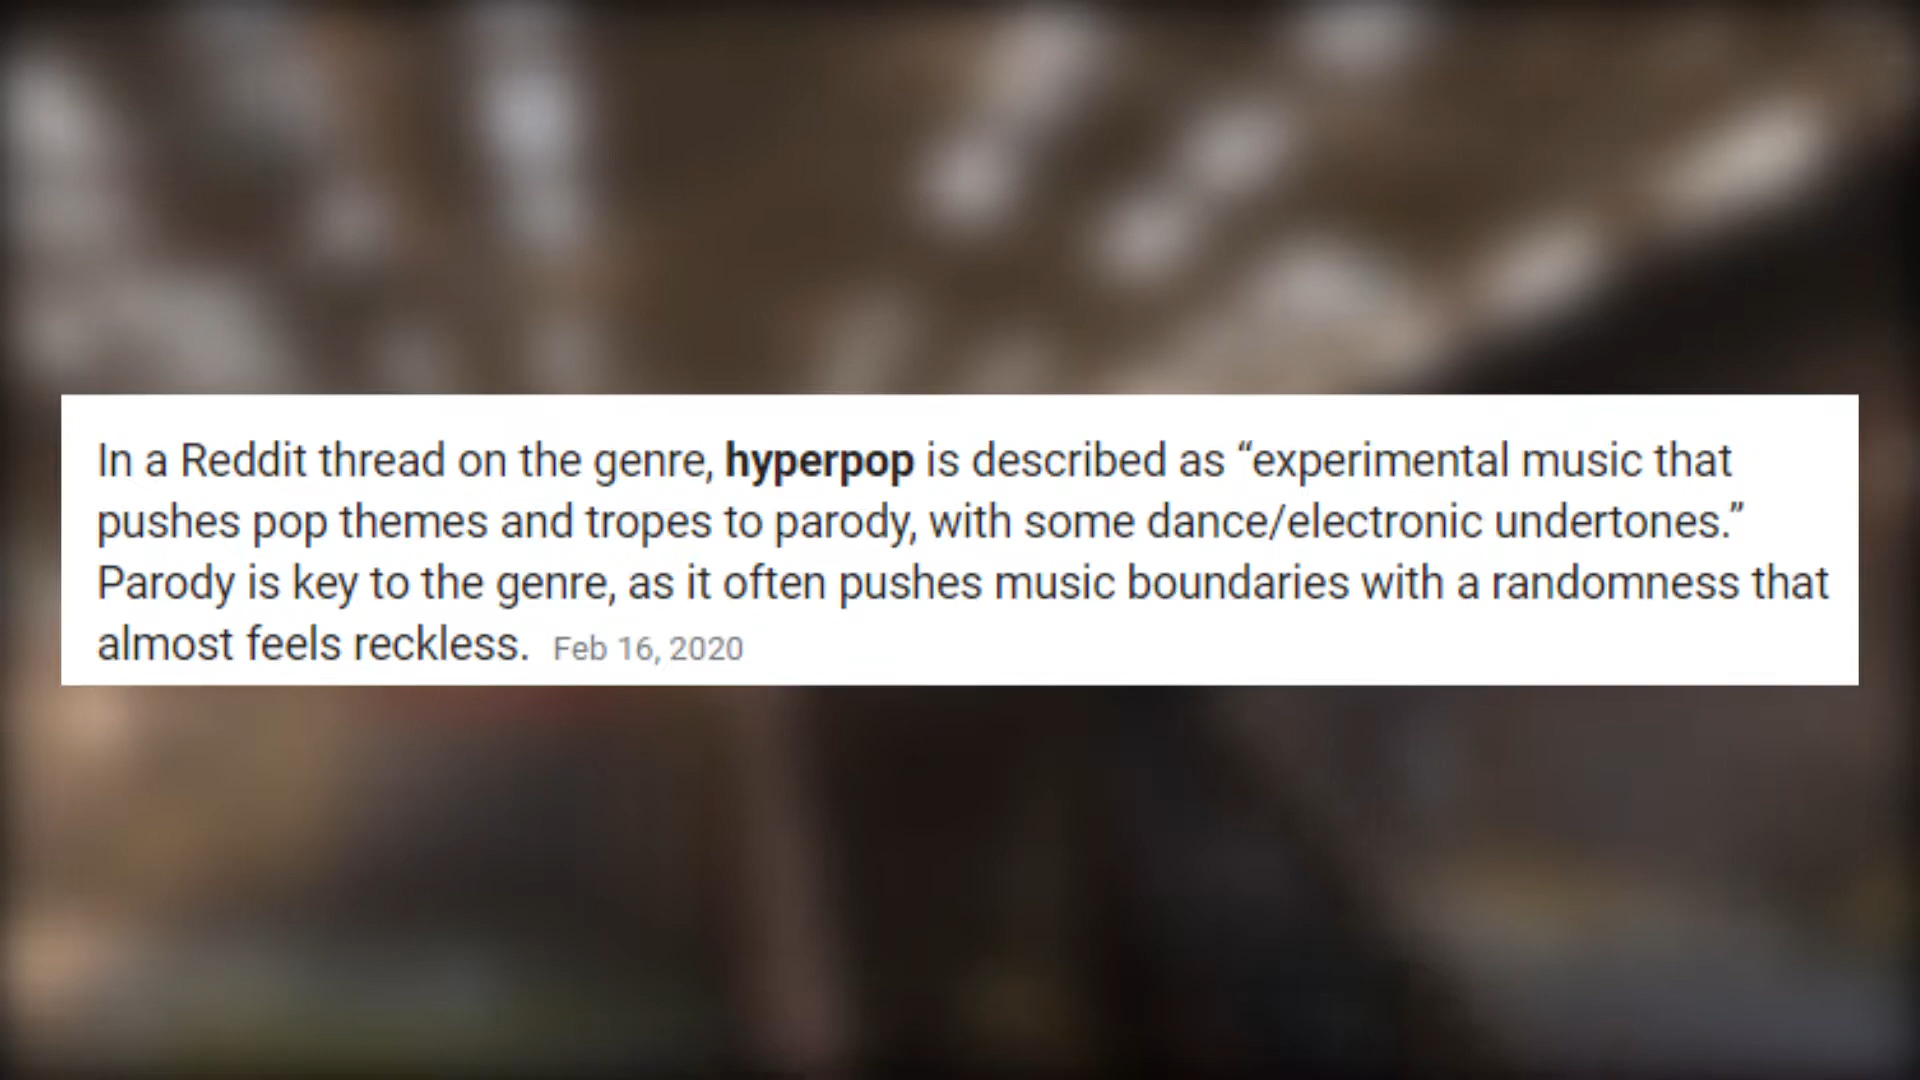 In a Reddit thread on the genre, hyperpop is described as “experimental music that
pushes pop themes and tropes to parody, with some dance/electronic undertones.”
Parody is key to the genre, as it often pushes music boundaries with a randomness that
almost feels reckless. Feb 16, 2020